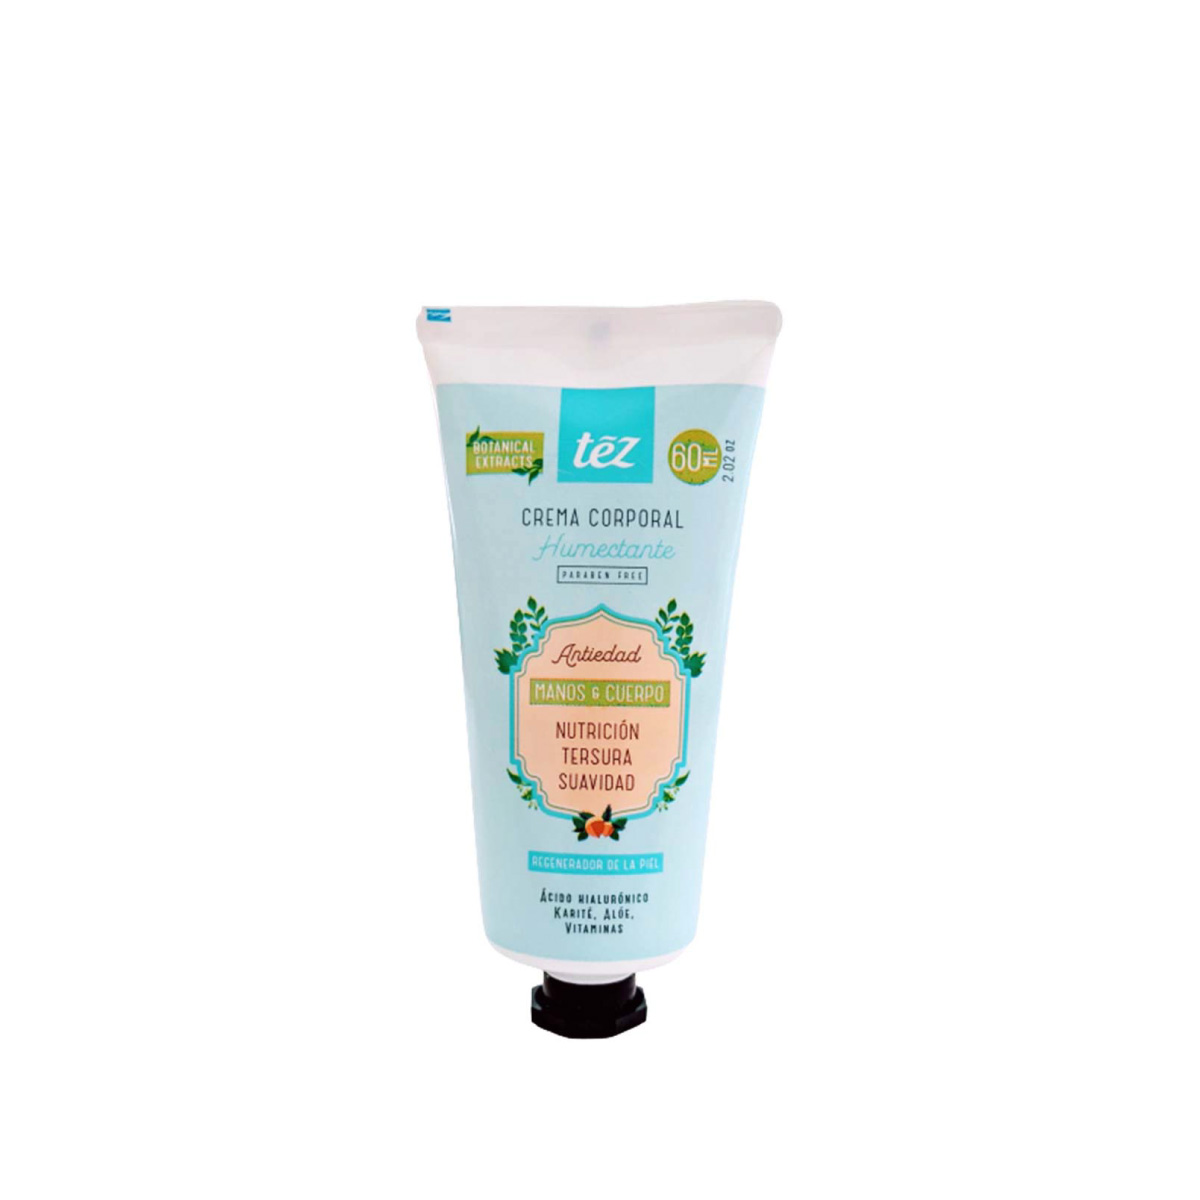 BOTANICAL
EXTRACTS
tēz
60 ML
2.02 oz
CREMA CORPORAL
Humectante
PARABEN FREE
Antiedad
MANOS & CUERPO
NUTRICIÓN
TERSURA
SUAVIDAD
REGENERADOR DE LA PIEL
ÁCIDO HIALURÓNICO
KARITÉ, ALÓE,
VITAMINAS